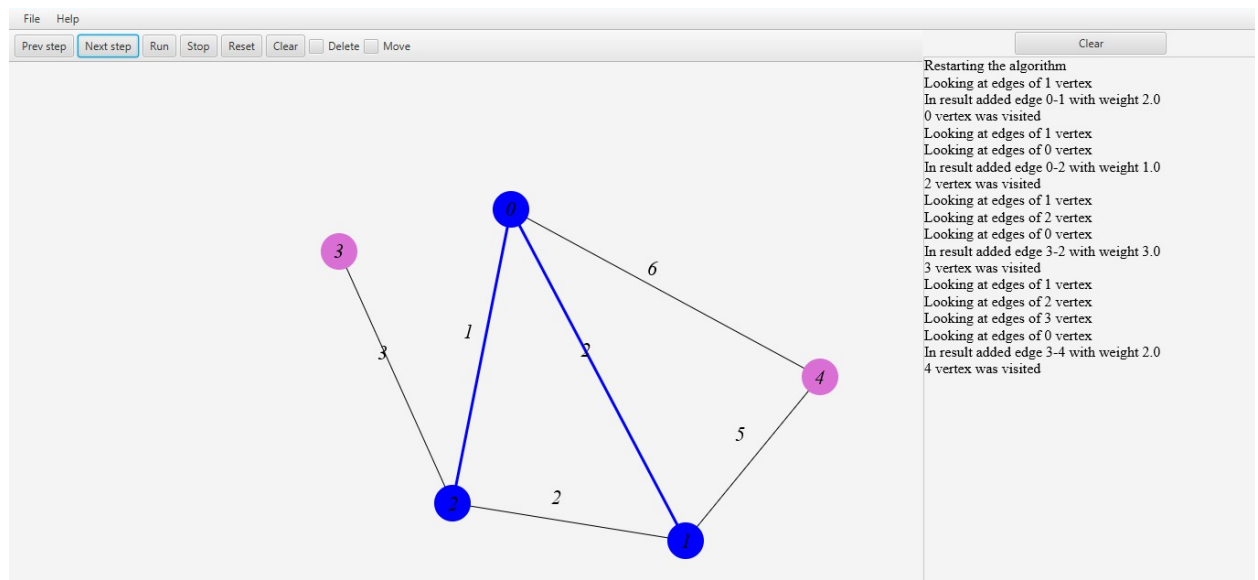 File Help
Prev step Next step Run Stop Reset Clear Delete Move
Clear
Restarting the algorithm
Looking at edges of 1 vertex
In result added edge 0-1 with weight 2.0
0 vertex was visited
Looking at edges of 1 vertex
Looking at edges of 0 vertex
In result added edge 0-2 with weight 1.0
2 vertex was visited
Looking at edges of 1 vertex
Looking at edges of 2 vertex
Looking at edges of 0 vertex
In result added edge 3-2 with weight 3.0
3 vertex was visited
Looking at edges of 1 vertex
Looking at edges of 2 vertex
Looking at edges of 3 vertex
Looking at edges of 0 vertex
In result added edge 3-4 with weight 2.0
4 vertex was visited
0
3
6
1
3
2
4
5
2
2
1